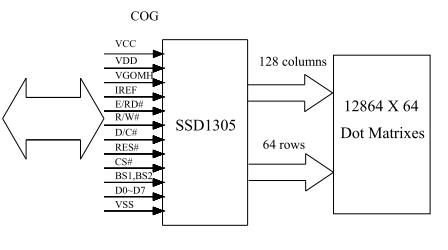 COG
VCC
VDD
VGOMH
IREF
E/RD#
R/W#
D/C#
RES#
CS#
BS1,BS2
D0~D7
VSS
SSD1305
128 columns
64 rows
12864 X 64
Dot Matrixes